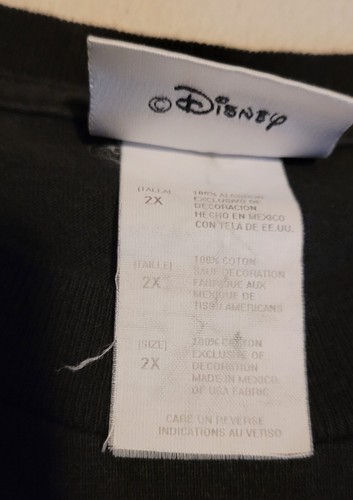 © Disney
(TALLA) 100% ALGODON
2X EXCLUSIVO DE
DECORACION
HECHO EN MEXICO
CON TELA DE EE.UU.
(TAILLE) 100% COTON
2X SAUF DECORATION
FABRIQUE AUX
MEXIQUE DE
TISSU AMERICANS
(SIZE) 100% COTTON
2X EXCLUSIVE OF
DECORATION
MADE IN MEXICO
OF USA FABRIC
CARE ON REVERSE
INDICATIONS AU VERSO